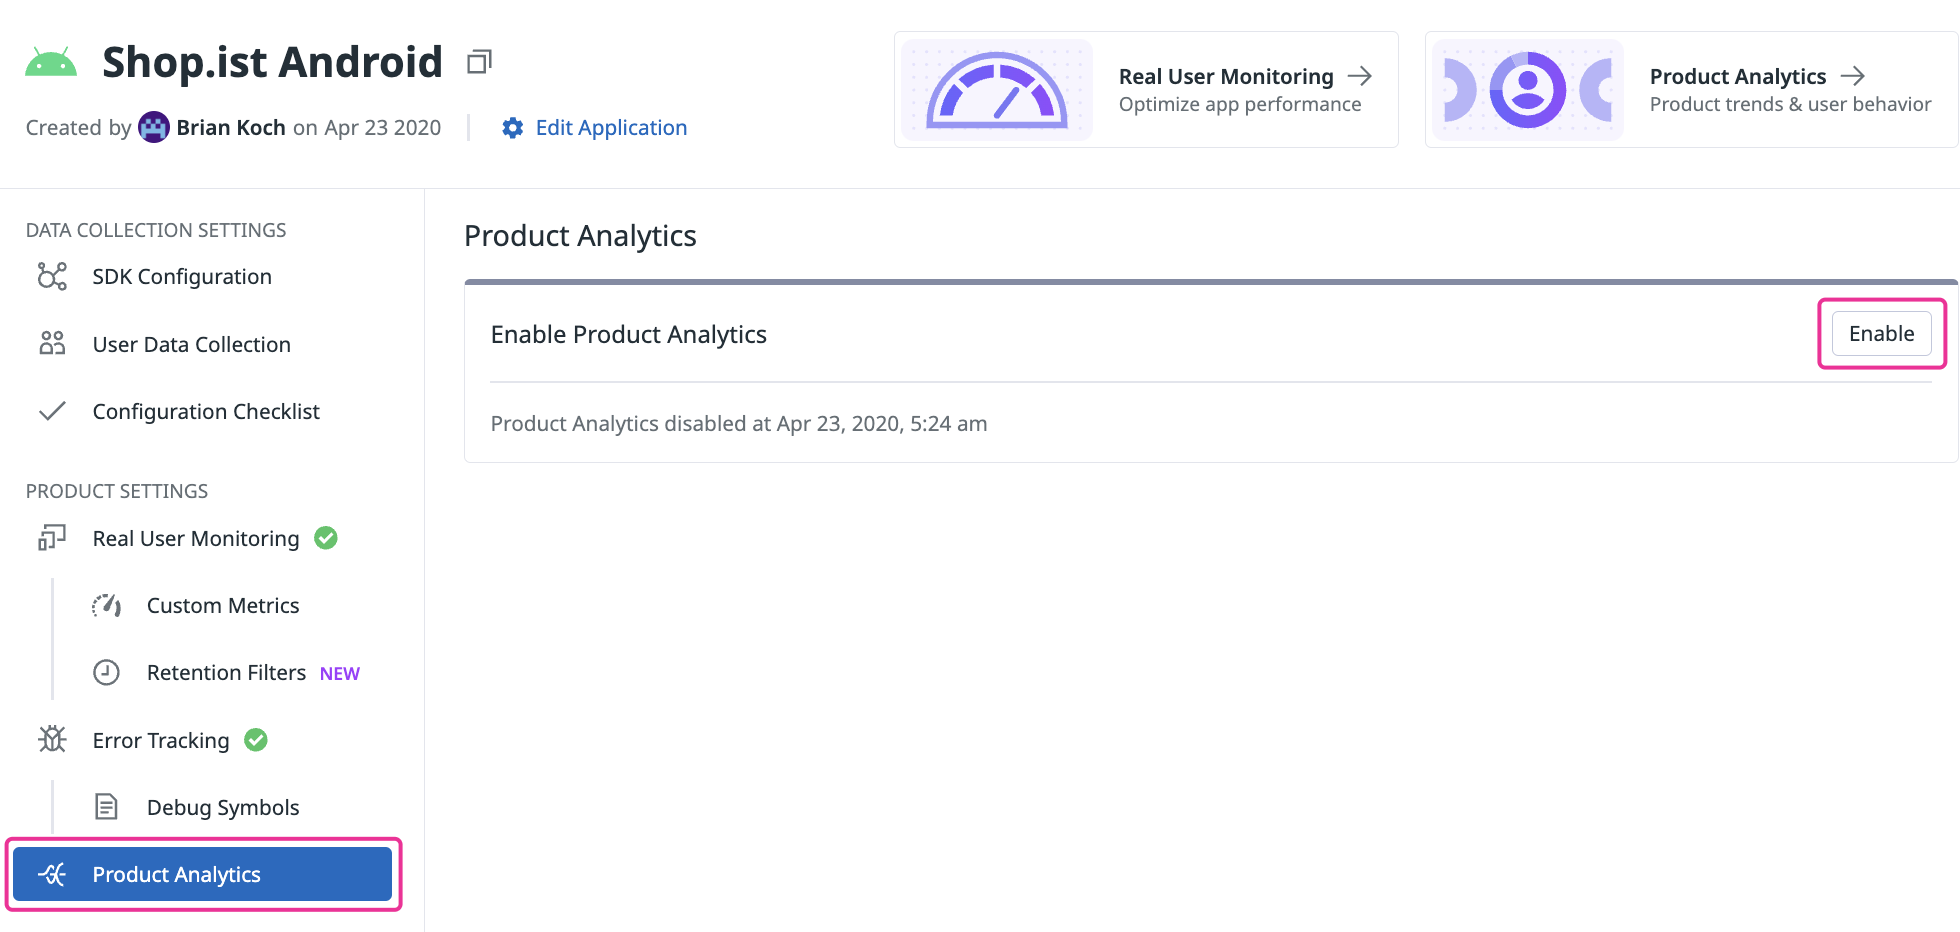 Shop.ist Android
Created by Brian Koch on Apr 23 2020
Edit Application
Real User Monitoring
Optimize app performance
Product Analytics
Product trends & user behavior
DATA COLLECTION SETTINGS
SDK Configuration
User Data Collection
Configuration Checklist
PRODUCT SETTINGS
Real User Monitoring
Custom Metrics
Retention Filters NEW
Error Tracking
Debug Symbols
Product Analytics
Product Analytics
Enable Product Analytics
Enable
Product Analytics disabled at Apr 23, 2020, 5:24 am